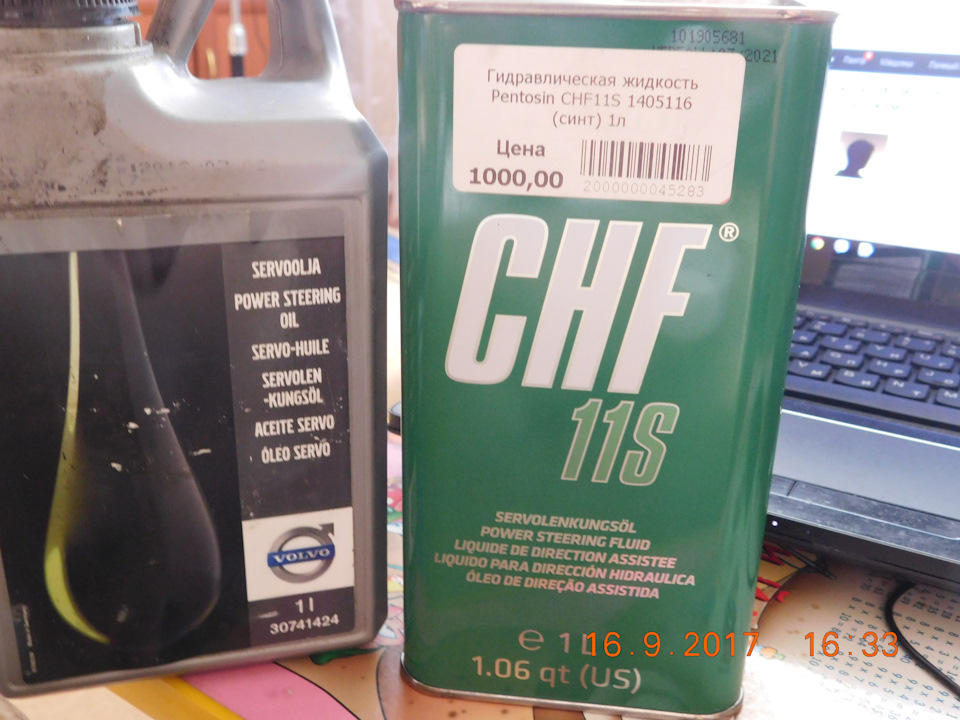 SERVOOLJA
POWER STEERING
OIL
SERVO-HUILE
SERVOLEN
-KUNGSÖL
ACEITE SERVO
ÓLEO SERVO
VOLVO
1 l
30741424
101905681
2021
Гидравлическая жидкость
Pentosin CHF11S 1405116
(синт) 1л
Цена
1000,00
2000000045283
CHF®
11S
SERVOLENKUNGSÖL
POWER STEERING FLUID
LIQUIDE DE DIRECTION ASSISTEE
LIQUIDO PARA DIRECCIÓN HIDRAULICA
ÓLEO DE DIREÇÃO ASSISTIDA
e 1 L
1.06 qt (US)
16.9.2017 16.33